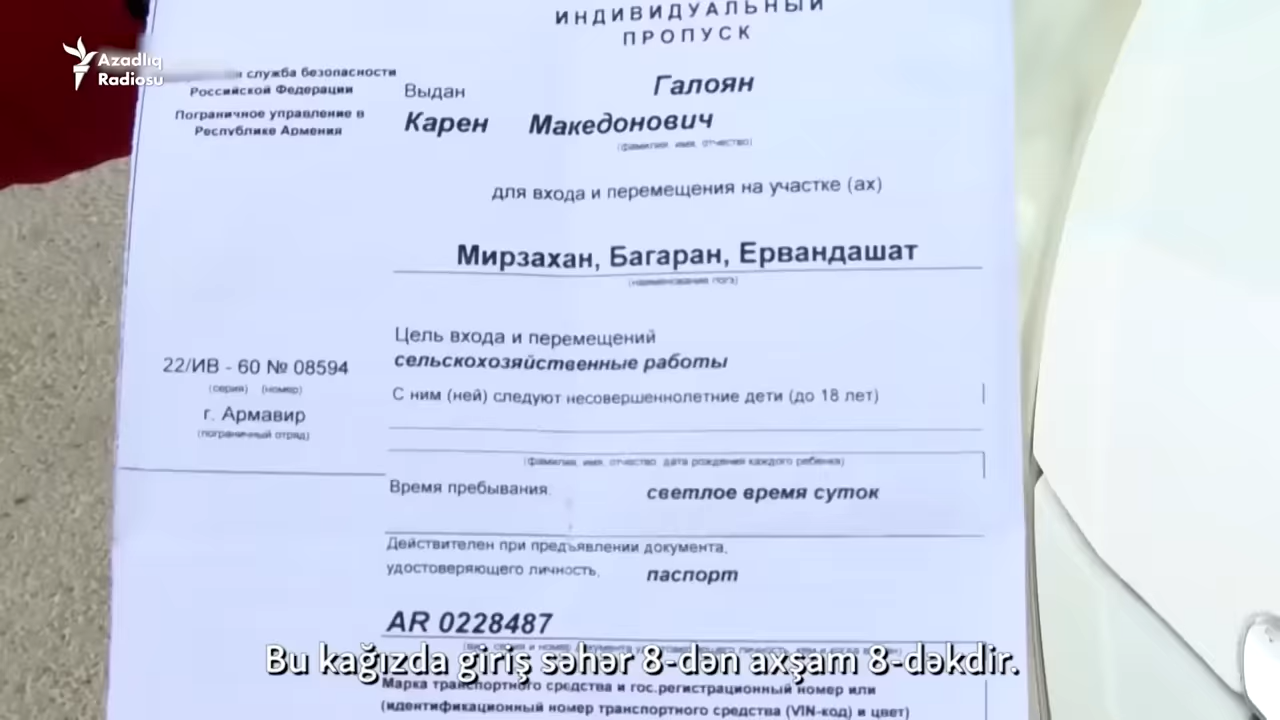 ИНДИВИДУАЛЬНЫЙ
ПРОПУСК
Azadlıq
Radiosu
служба безопасности
Российской Федерации
Пограничное управление в
Республике Армения
Выдан Галоян
Карен Македонович
(фамилия, имя, отчество)
для входа и перемещения на участке (ах)
Мирзахан, Багаран, Ервандашат
Цель входа и перемещений
сельскохозяйственные работы
22/ИВ - 60 № 08594
(серия) (номер)
г. Армавир
(пограничный отряд)
С ним (ней) следуют несовершеннолетние дети (до 18 лет)
(фамилия, имя, отчество дата рождения каждого ребенка)
Время пребывания: светлое время суток
Действителен при предъявлении документа,
удостоверяющего личность, паспорт
AR 0228487
Bu kağızda giriş səhər 8-dən axşam 8-dəkdir.
Марка транспортного средства и гос.регистрационный номер или
(идентификационный номер транспортного средства (VIN-код) и цвет)